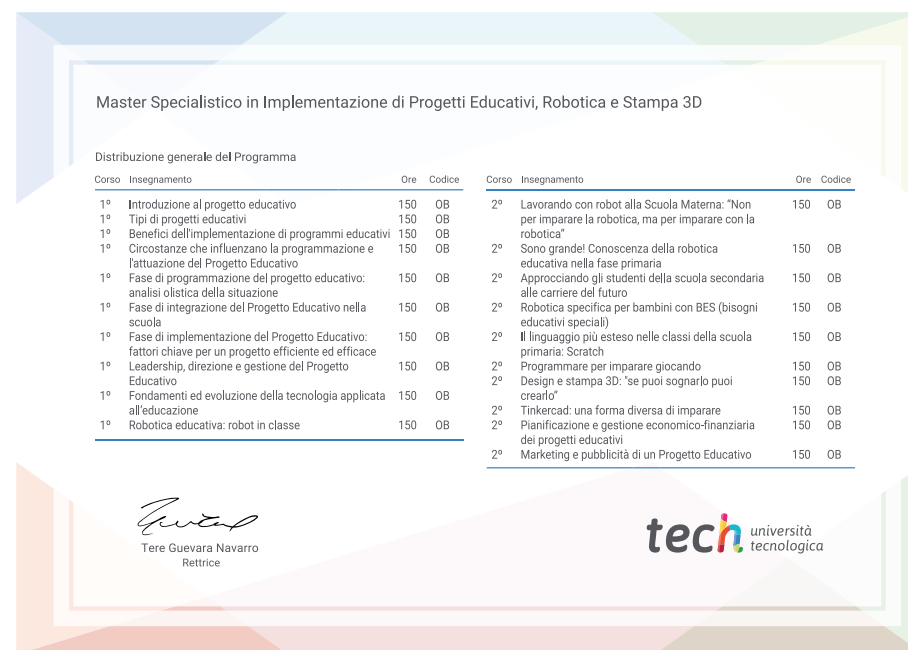 Master Specialistico in Implementazione di Progetti Educativi, Robotica e Stampa 3D
Distribuzione generale del Programma
Corso Insegnamento Ore Codice
1º Introduzione al progetto educativo 150 OB
1º Tipi di progetti educativi 150 OB
1º Benefici dell'implementazione di programmi educativi 150 OB
1º Circostanze che influenzano la programmazione e 150 OB
l'attuazione del Progetto Educativo
1º Fase di programmazione del progetto educativo: 150 OB
analisi olistica della situazione
1º Fase di integrazione del Progetto Educativo nella 150 OB
scuola
1º Fase di implementazione del Progetto Educativo: 150 OB
fattori chiave per un progetto efficiente ed efficace
1º Leadership, direzione e gestione del Progetto 150 OB
Educativo
1º Fondamenti ed evoluzione della tecnologia applicata 150 OB
all'educazione
1º Robotica educativa: robot in classe 150 OB
Corso Insegnamento Ore Codice
2º Lavorando con robot alla Scuola Materna: “Non 150 OB
per imparare la robotica, ma per imparare con la
robotica”
2º Sono grande! Conoscenza della robotica 150 OB
educativa nella fase primaria
2º Approcciando gli studenti della scuola secondaria 150 OB
alle carriere del futuro
2º Robotica specifica per bambini con BES (bisogni 150 OB
educativi speciali)
2º Il linguaggio più esteso nelle classi della scuola 150 OB
primaria: Scratch
2º Programmare per imparare giocando 150 OB
2º Design e stampa 3D: "se puoi sognarlo puoi 150 OB
crearlo”
2º Tinkercad: una forma diversa di imparare 150 OB
2º Pianificazione e gestione economico-finanziaria 150 OB
dei progetti educativi
2º Marketing e pubblicità di un Progetto Educativo 150 OB
Tere Guevara Navarro
Rettrice
tech università
tecnologica